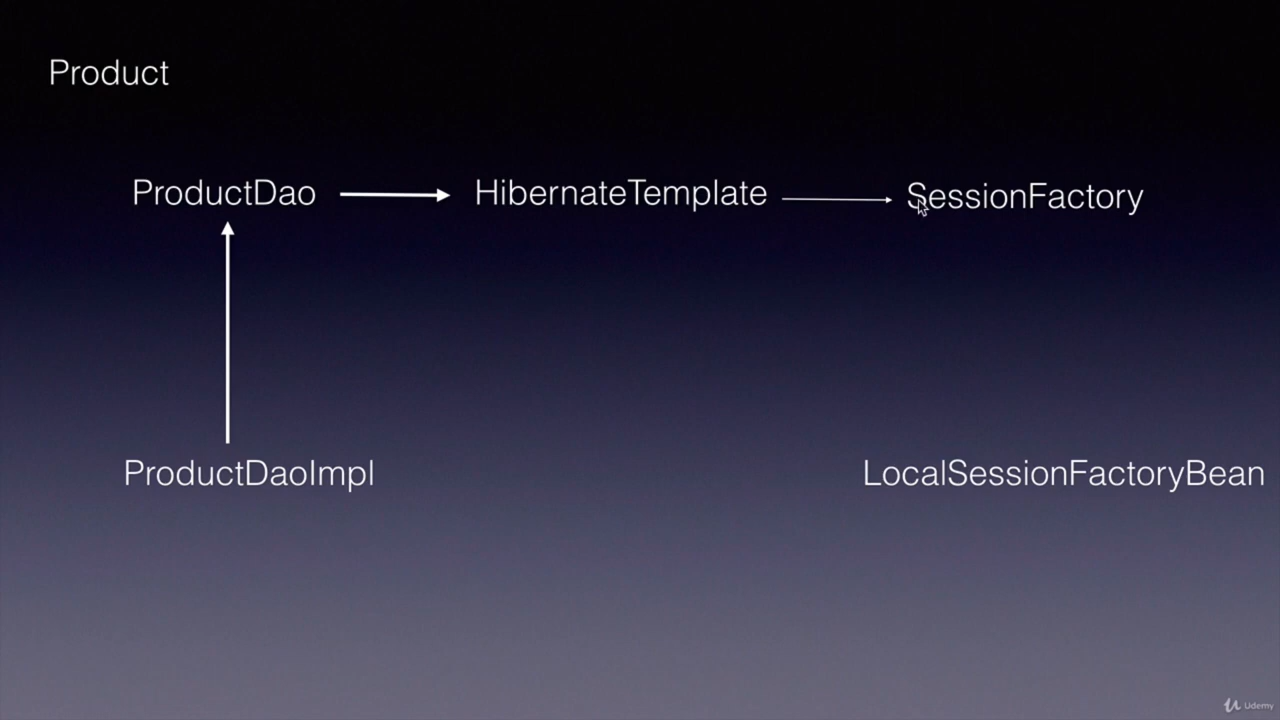 Product
ProductDao
HibernateTemplate
SessionFactory
ProductDaoImpl
LocalSessionFactoryBean
Udemy